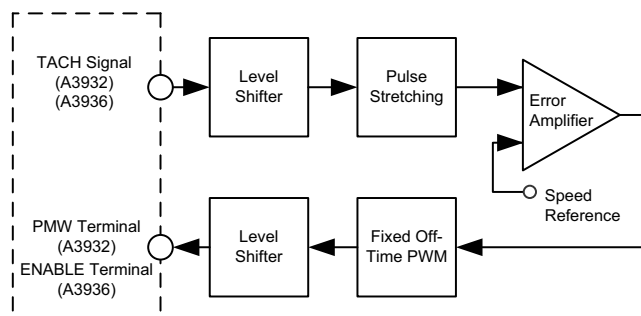 TACH Signal
(A3932)
(A3936)
Level
Shifter
Pulse
Stretching
Error
Amplifier
Speed
Reference
PMW Terminal
(A3932)
ENABLE Terminal
(A3936)
Level
Shifter
Fixed Off-
Time PWM